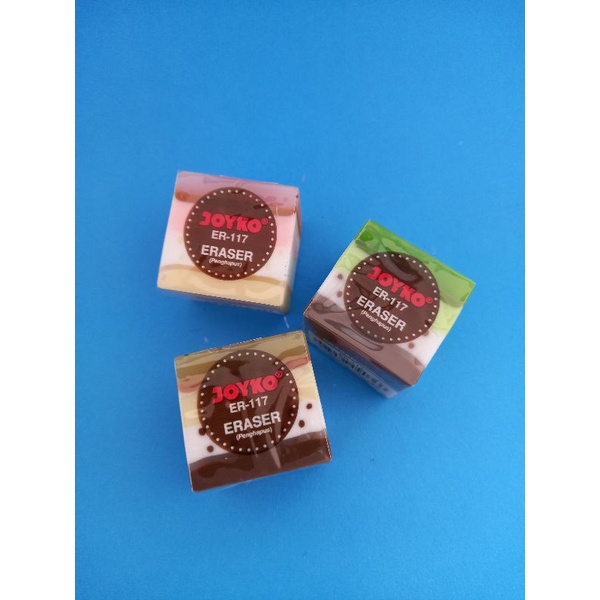 JOYKO®
ER-117
ERASER
(Penghapus)
JOYKO®
ER-117
ERASER
(Penghapus)
JOYKO®
ER-117
ERASER
(Penghapus)